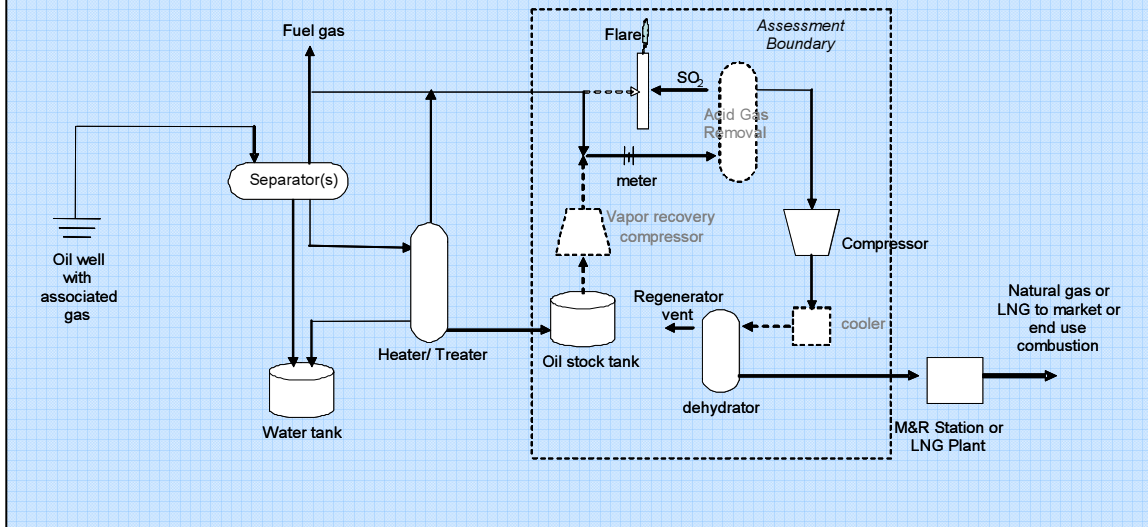 Fuel gas
Flare
Assessment
Boundary
SO2
Acid Gas
Removal
Separator(s)
meter
Vapor recovery
compressor
Compressor
Oil well
with
associated
gas
Regenerator
vent
cooler
Natural gas or
LNG to market or
end use
combustion
Heater/ Treater
Oil stock tank
dehydrator
Water tank
M&R Station or
LNG Plant